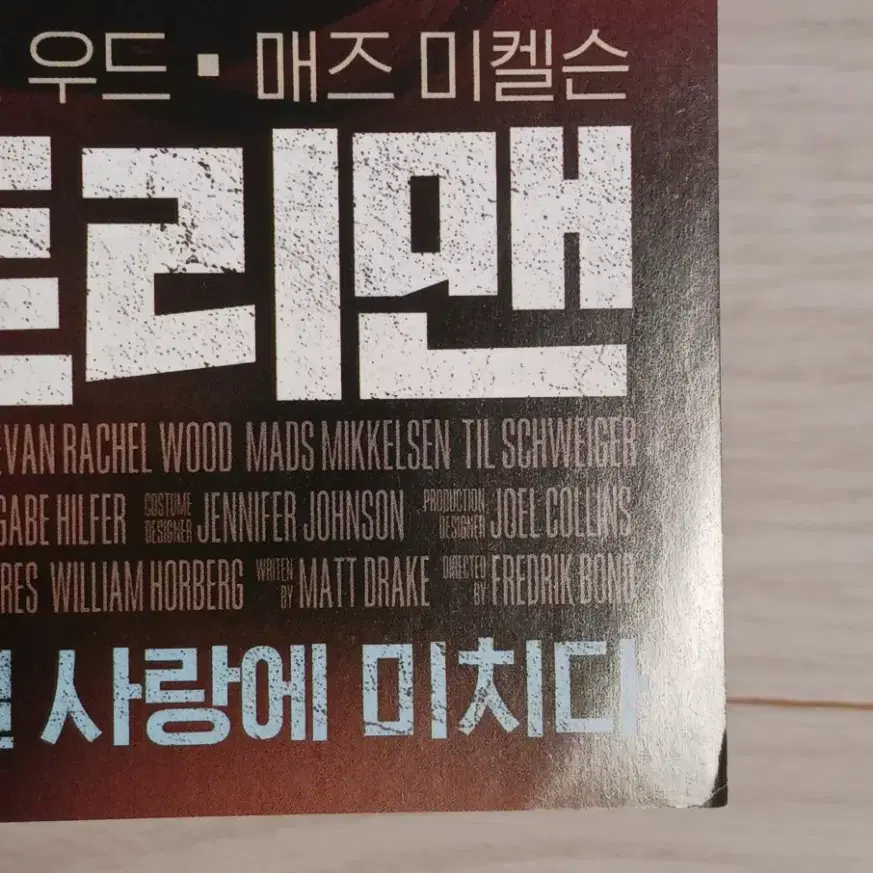 우드 · 매즈 미켈슨
트리맨
EVAN RACHEL WOOD MADS MIKKELSEN TIL SCHWEIGER
GABE HILFER COSTUME DESIGNER JENNIFER JOHNSON PRODUCTION DESIGNER JOEL COLLINS
RES WILLIAM HORBERG WRITEN BY MATT DRAKE DIRECTED BY FREDRIK BOND
사랑에 미치다